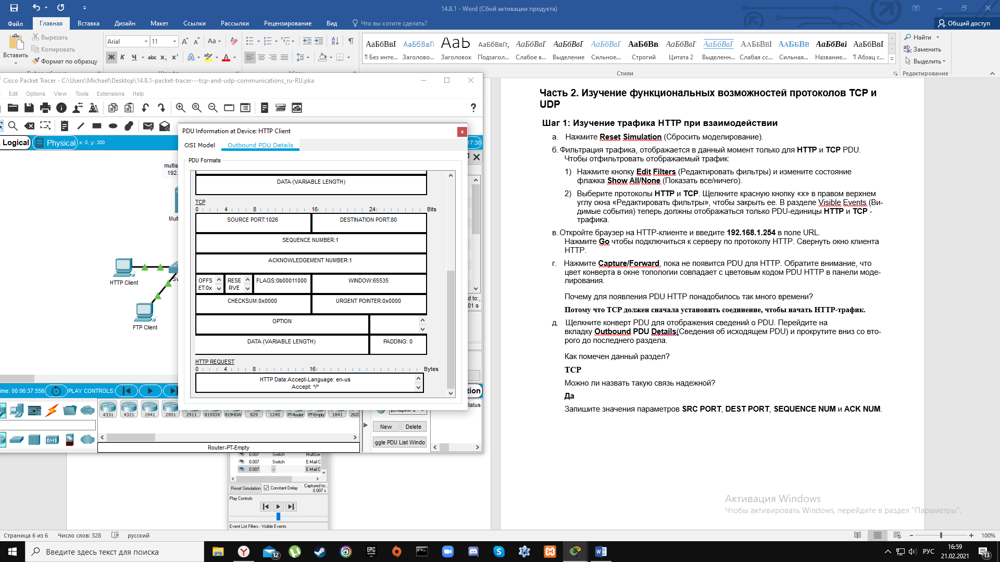 14.8.1 - Word (Сбой активации продукта)
Файл Главная Вставка Дизайн Макет Ссылки Рассылки Рецензирование Вид Что вы хотите сделать? Общий доступ
Вставить
Вырезать
Копировать
Формат по образцу
Arial 11
АаБбВвГ ¶ Без инте...
АаБбВвГг Заголово...
АаБ Заголовок
АаБбВвГг, Подзагол...
АаБбВвГ Слабое в...
АаБбВвГ Выделение
АаБбВвГ Сильное...
АаБбВв Строгий
АаБбВвГ Цитата 2
АаБбВвГ Выделенн...
ААББВВГ Слабая сс...
ААББВВ Сильная...
АаБбВвГ Название...
АаБбВвГ ¶ Абзац с...
Стили
Найти
Заменить
Выделить
Редактирование
Cisco Packet Tracer - C:\Users\Michael\Desktop\14.8.1-packet-tracer---tcp-and-udp-communications_ru-RU.pka
Edit Options View Tools Extensions Help
Logical Physical x: 0, y: 300
17:30
multis
192.
Mult
HTTP Client
FTP Client
PDU Information at Device: HTTP Client
OSI Model Outbound PDU Details
PDU Formats
DATA (VARIABLE LENGTH)
TCP
0 4 8 16 24 Bits
SOURCE PORT:1026 DESTINATION PORT:80
SEQUENCE NUMBER:1
ACKNOWLEDGEMENT NUMBER:1
OFFS ET:0x RESE RVE FLAGS:0b00011000 WINDOW:65535
CHECKSUM:0x0000 URGENT POINTER:0x0000
OPTION
DATA (VARIABLE LENGTH) PADDING: 0
HTTP REQUEST
0 4 8 16 Bytes
HTTP Data:Accept-Language: en-us
Accept: */*
d to:
01 s
ime: 00:06:37.556 PLAY CONTROLS:
tion
Status
4331 4321 1941 2901 2911 819IOX 819HGW 829 1240 PT-Router PT-Empty 1841 2620
New Delete
ggle PDU List Windo
Router-PT-Empty
0.007 Switch MultiSer
0.007 Switch E-Mail C
0.007 -- E-Mail C
Reset Simulation Constant Delay Captured to: 0.007 s
Play Controls
Event List Filters - Visible Events
Часть 2. Изучение функциональных возможностей протоколов TCP и
UDP
Шаг 1: Изучение трафика HTTP при взаимодействии
а. Нажмите Reset Simulation (Сбросить моделирование).
б. Фильтрация трафика, отображается в данный момент только для HTTP и TCP PDU.
Чтобы отфильтровать отображаемый трафик:
1) Нажмите кнопку Edit Filters (Редактировать фильтры) и измените состояние
флажка Show All/None (Показать все/ничего).
2) Выберите протоколы HTTP и TCP. Щелкните красную кнопку «x» в правом верхнем
углу окна «Редактировать фильтры», чтобы закрыть ее. В разделе Visible Events (Ви-
димые события) теперь должны отображаться только PDU-единицы HTTP и TCP -
трафика.
в. Откройте браузер на HTTP-клиенте и введите 192.168.1.254 в поле URL.
Нажмите Go чтобы подключиться к серверу по протоколу HTTP. Свернуть окно клиента
HTTP.
г. Нажмите Capture/Forward, пока не появится PDU для HTTP. Обратите внимание, что
цвет конверта в окне топологии совпадает с цветовым кодом PDU HTTP в панели моде-
лирования.
Почему для появления PDU HTTP понадобилось так много времени?
Потому что TCP должен сначала установить соединение, чтобы начать HTTP-трафик.
д. Щелкните конверт PDU для отображения сведений о PDU. Перейдите на
вкладку Outbound PDU Details(Сведения об исходящем PDU) и прокрутите вниз со вто-
рого до последнего раздела.
Как помечен данный раздел?
TCP
Можно ли назвать такую связь надежной?
Да
Запишите значения параметров SRC PORT, DEST PORT, SEQUENCE NUM и ACK NUM.
Активация Windows
Чтобы активировать Windows, перейдите в раздел "Параметры".
Страница 6 из 6 Число слов: 328 русский 100%
Введите здесь текст для поиска
12
EPIC GAMES
РУС
16:59
21.02.2021
13